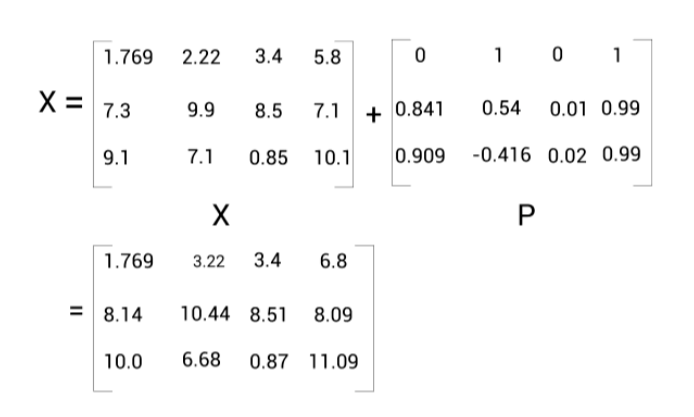 1.769 2.22 3.4 5.8 0 1 0 1
X = 7.3 9.9 8.5 7.1 + 0.841 0.54 0.01 0.99
9.1 7.1 0.85 10.1 0.909 -0.416 0.02 0.99
X P
1.769 3.22 3.4 6.8
= 8.14 10.44 8.51 8.09
10.0 6.68 0.87 11.09